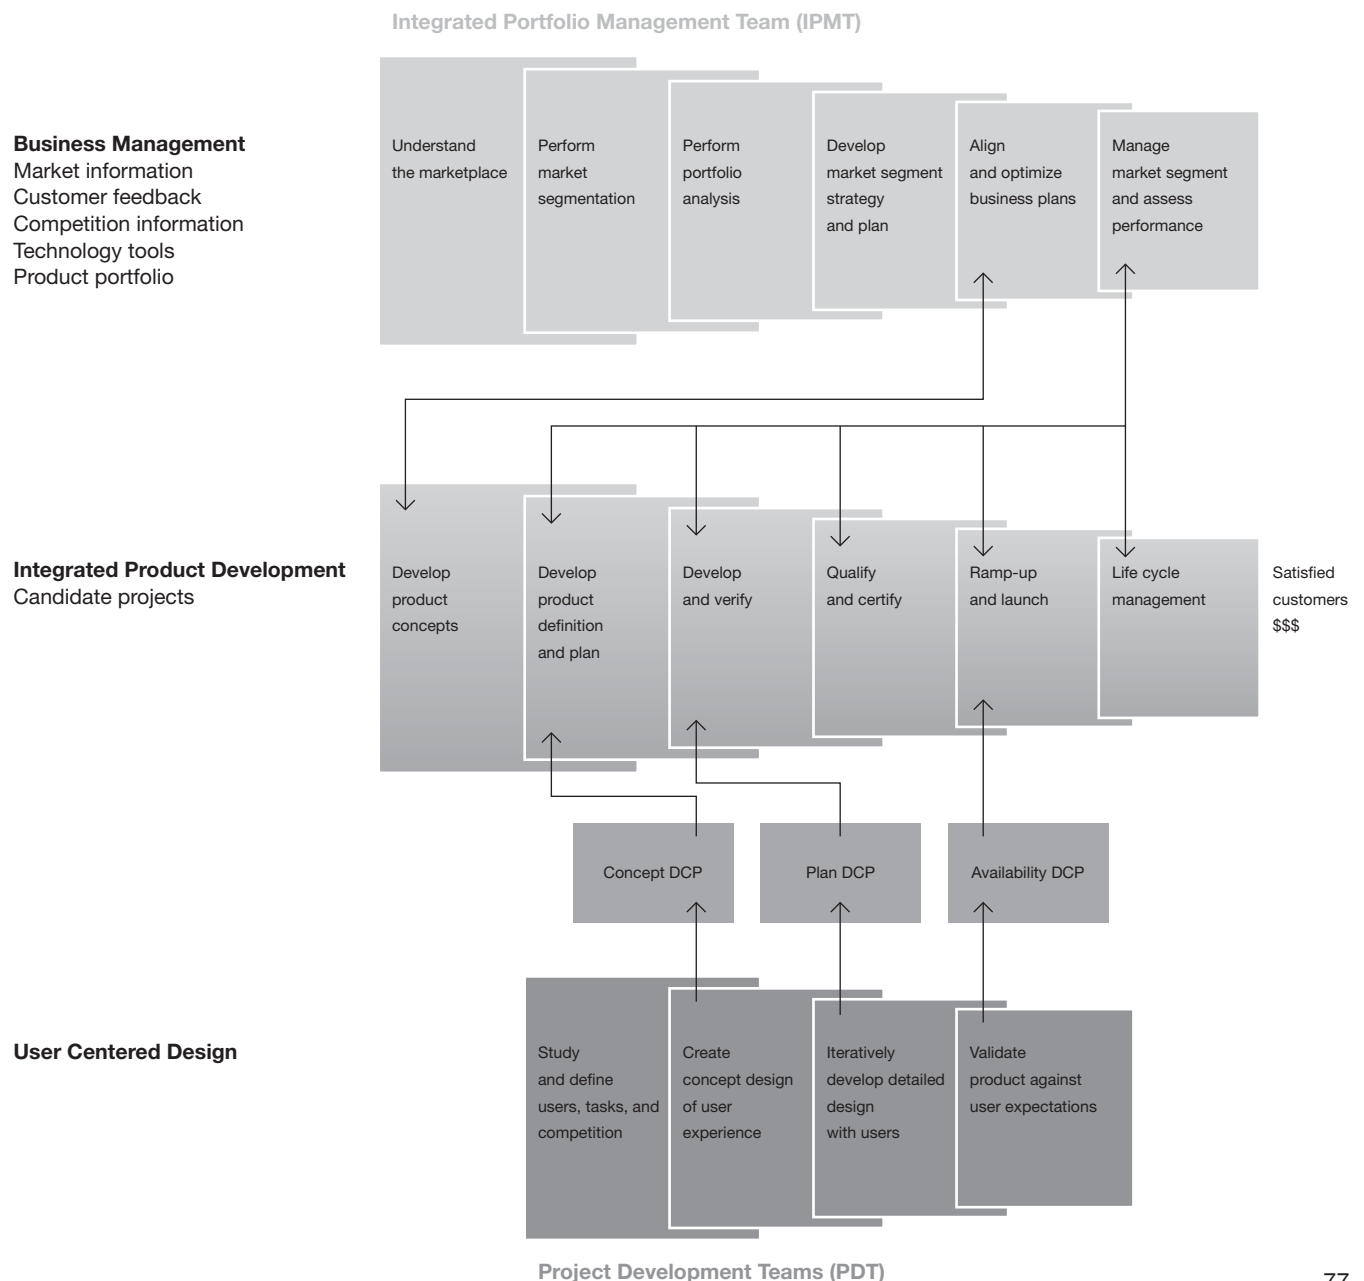 Integrated Portfolio Management Team (IPMT)
Business Management
Market information
Customer feedback
Competition information
Technology tools
Product portfolio
Understand
the marketplace
Perform
market
segmentation
Perform
portfolio
analysis
Develop
market segment
strategy
and plan
Align
and optimize
business plans
Manage
market segment
and assess
performance
Integrated Product Development
Candidate projects
Develop
product
concepts
Develop
product
definition
and plan
Develop
and verify
Qualify
and certify
Ramp-up
and launch
Life cycle
management
Satisfied
customers
$$$
Concept DCP
Plan DCP
Availability DCP
User Centered Design
Study
and define
users, tasks, and
competition
Create
concept design
of user
experience
Iteratively
develop detailed
design
with users
Validate
product against
user expectations
Project Development Teams (PDT)
77